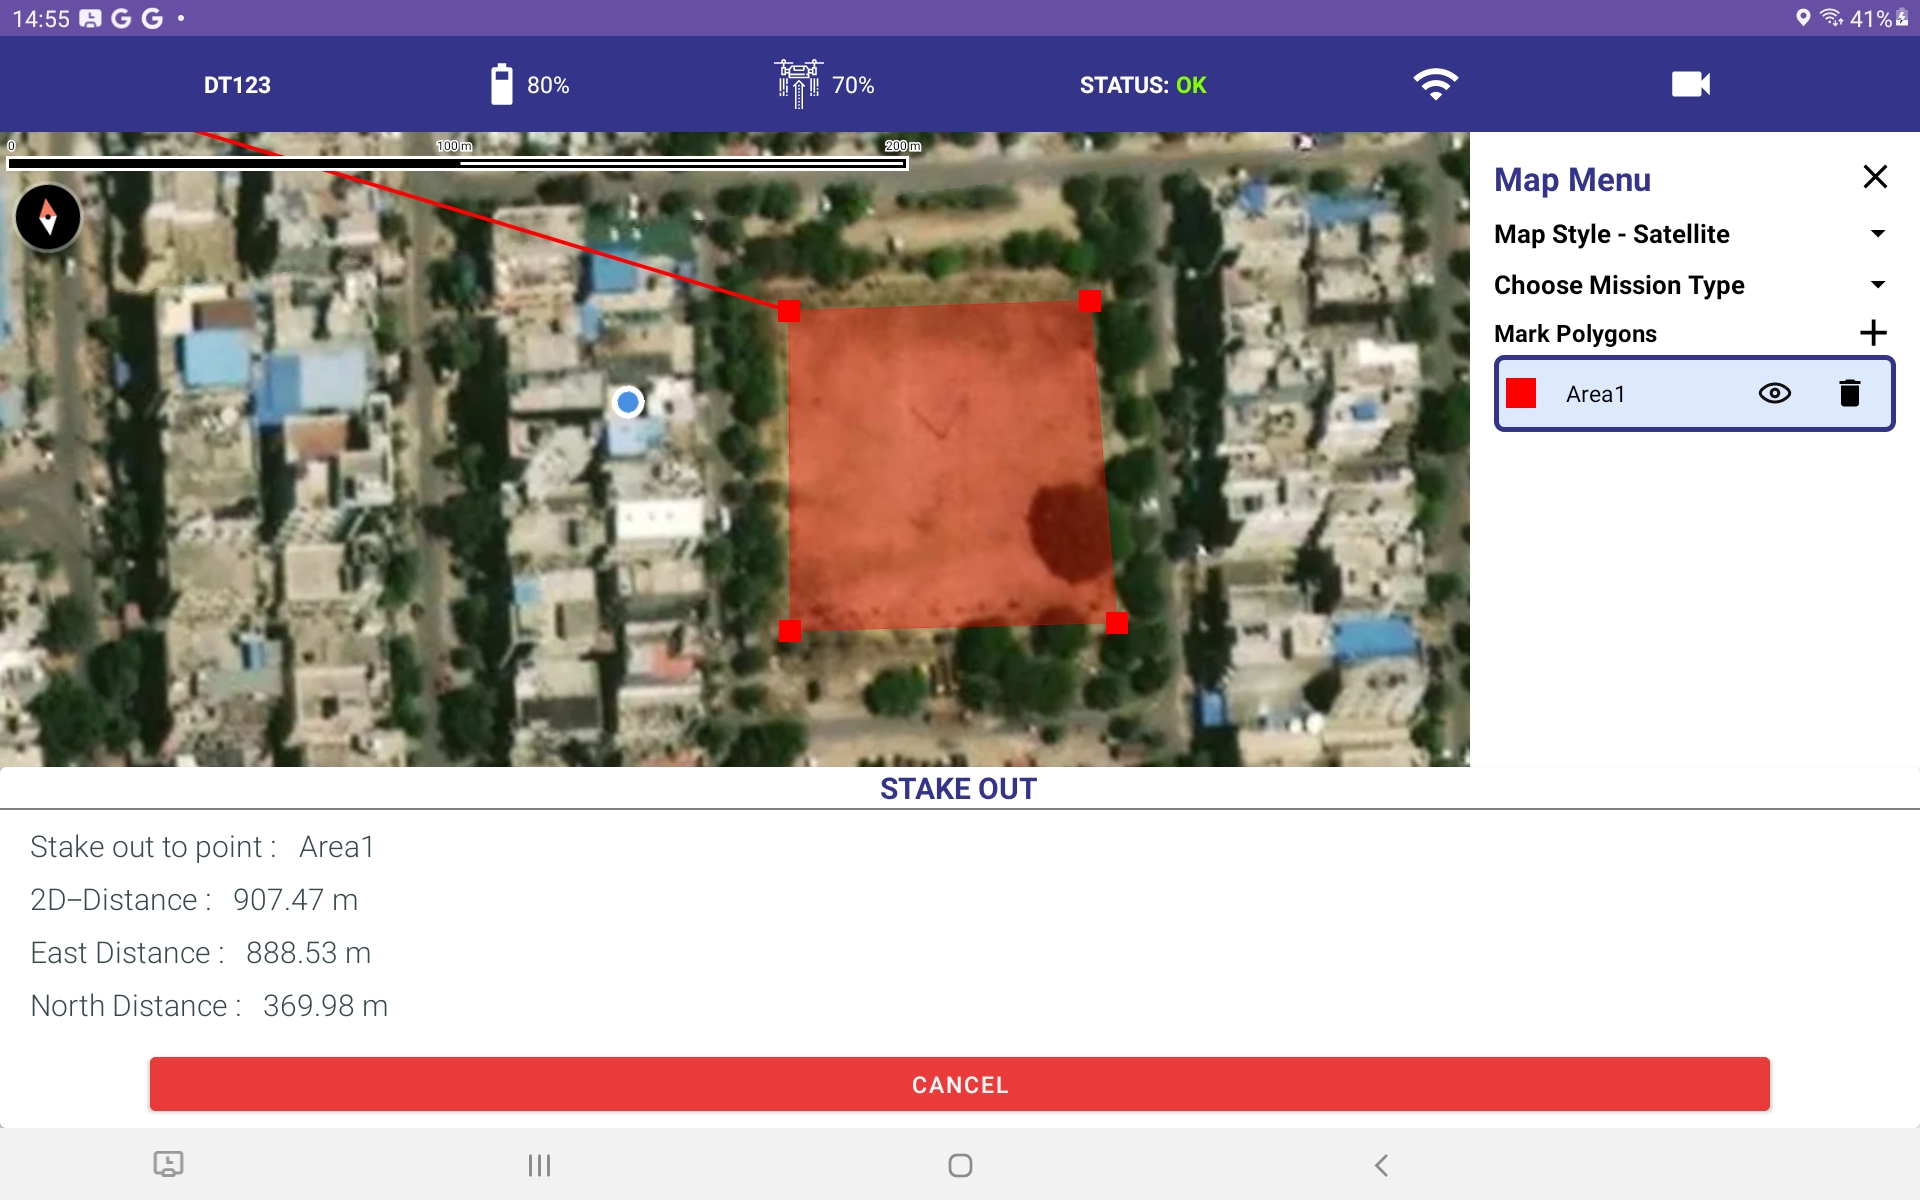 14:55
41%
DT123
80%
70%
STATUS: OK
0
100 m
200 m
Map Menu
Map Style - Satellite
Choose Mission Type
Mark Polygons
Area1
STAKE OUT
Stake out to point : Area1
2D–Distance : 907.47 m
East Distance : 888.53 m
North Distance : 369.98 m
CANCEL